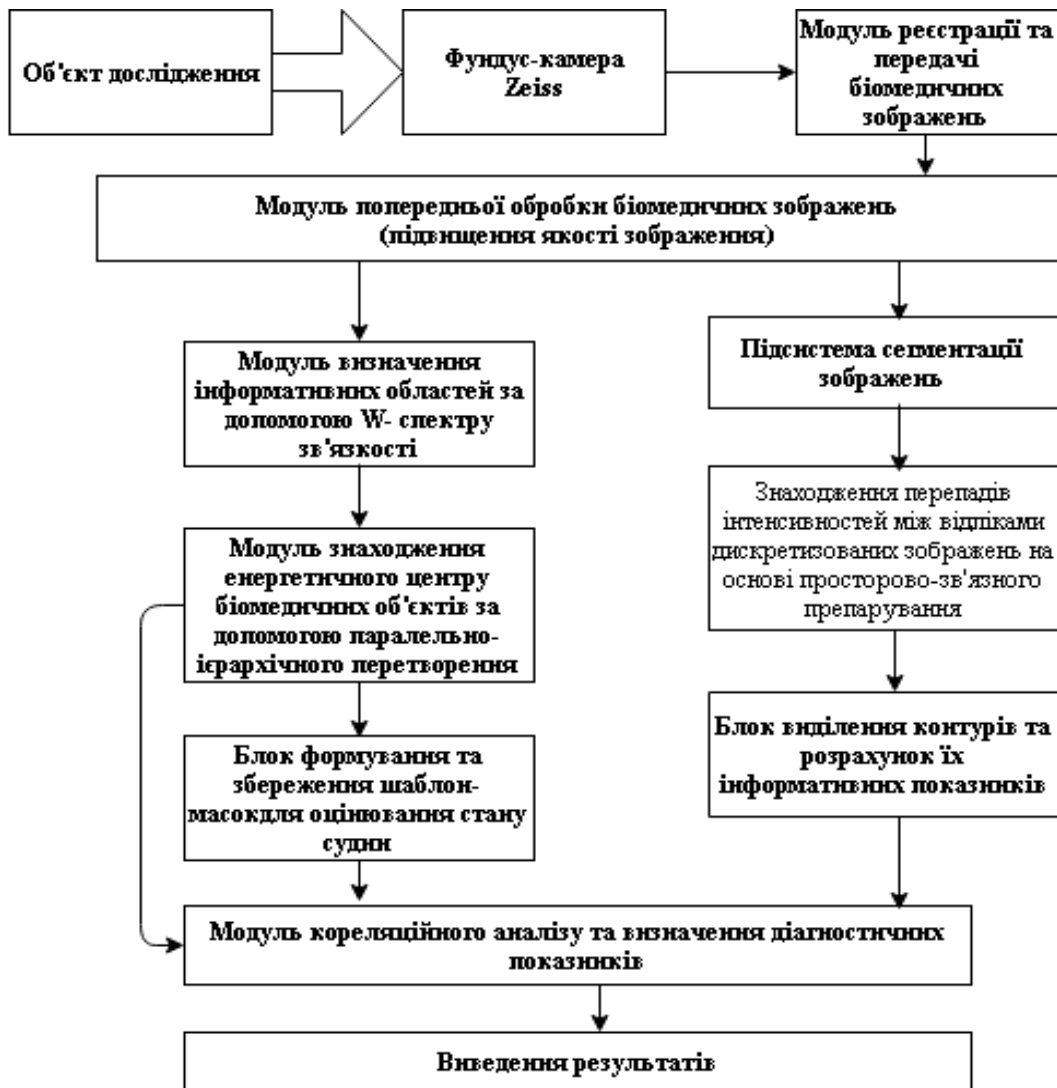 Об'єкт дослідження
Фундус-камера
Zeiss
Модуль реєстрації та
передачі
біомедичних
зображень
Модуль попередньої обробки біомедичних зображень
(підвищення якості зображення)
Модуль визначення
інформативних областей за
допомогою W- спектру
зв'язкості
Підсистема сегментації
зображень
Знаходження перепадів
інтенсивностей між відліками
дискретизованих зображень на
основі просторово-зв'язного
препарування
Модуль знаходження
енергетичного центру
біомедичних об'єктів за
допомогою паралельно-
ієрархічного перетворення
Блок виділення контурів та
розрахунок їх
інформативних показників
Блок формування та
збереження шаблон-
масокдля оцінювання стану
судин
Модуль кореляційного аналізу та визначення діагностичних
показників
Виведення результатів